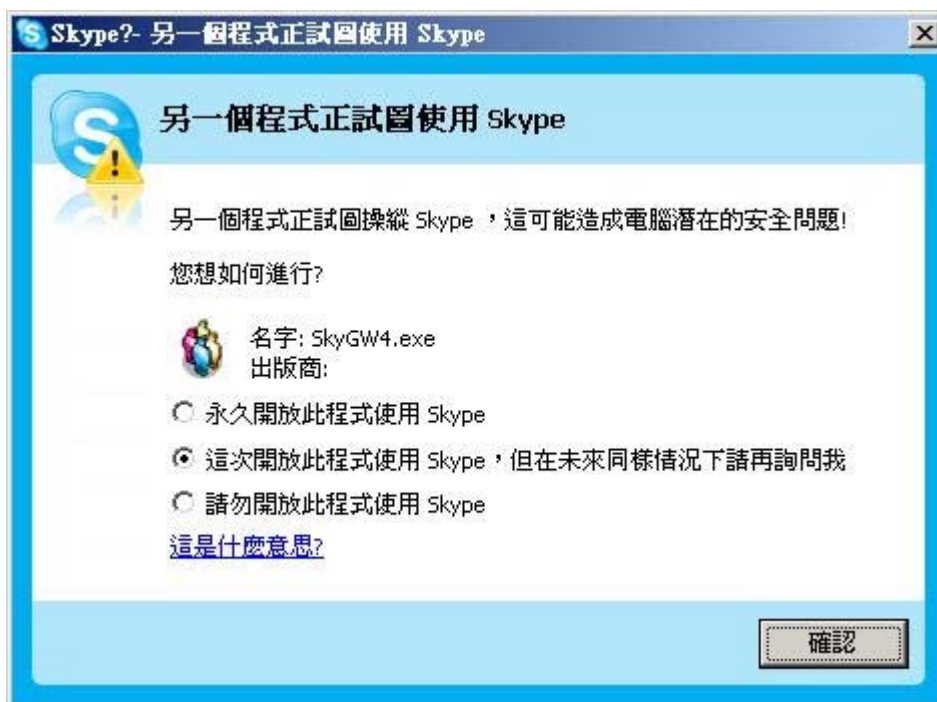 Skype?- 另一個程式正試圖使用 Skype
另一個程式正試圖使用 Skype
另一個程式正試圖操縱 Skype ，這可能造成電腦潛在的安全問題!
您想如何進行?
名字: SkyGW4.exe
出版商:
永久開放此程式使用 Skype
這次開放此程式使用 Skype，但在未來同樣情況下請再詢問我
請勿開放此程式使用 Skype
這是什麼意思?
確認